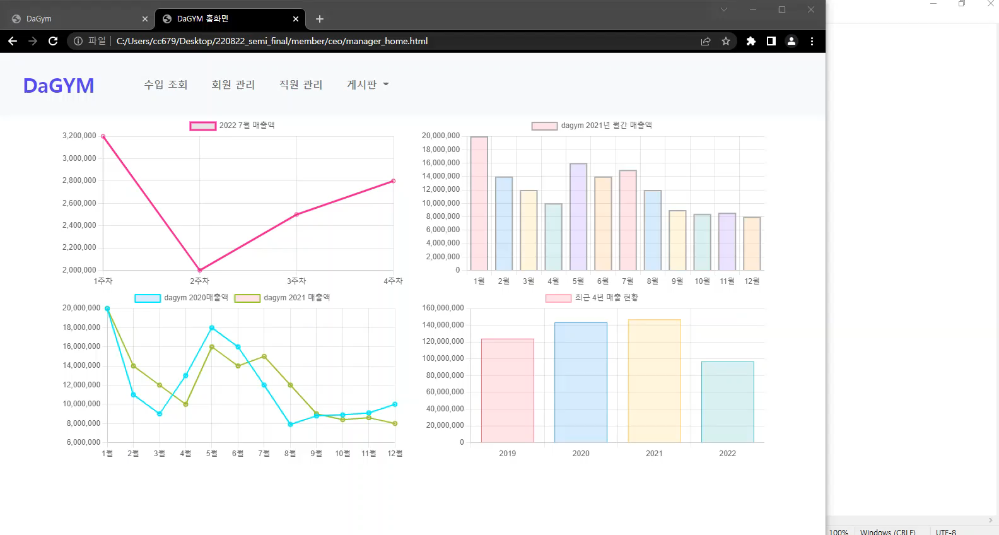 DaGym
DaGYM 홈화면
파일 C:/Users/cc679/Desktop/220822_semi_final/member/ceo/manager_home.html
DaGYM 수입 조회 회원 관리 직원 관리 게시판
2022 7월 매출액
3,200,000
3,000,000
2,800,000
2,600,000
2,400,000
2,200,000
2,000,000
1주차 2주차 3주차 4주차
dagym 2021년 월간 매출액
20,000,000
18,000,000
16,000,000
14,000,000
12,000,000
10,000,000
8,000,000
6,000,000
4,000,000
2,000,000
0
1월 2월 3월 4월 5월 6월 7월 8월 9월 10월 11월 12월
dagym 2020매출액 dagym 2021 매출액
20,000,000
18,000,000
16,000,000
14,000,000
12,000,000
10,000,000
8,000,000
6,000,000
1월 2월 3월 4월 5월 6월 7월 8월 9월 10월 11월 12월
최근 4년 매출 현황
160,000,000
140,000,000
120,000,000
100,000,000
80,000,000
60,000,000
40,000,000
20,000,000
0
2019 2020 2021 2022
100% Windows (CRLF) UTF-8